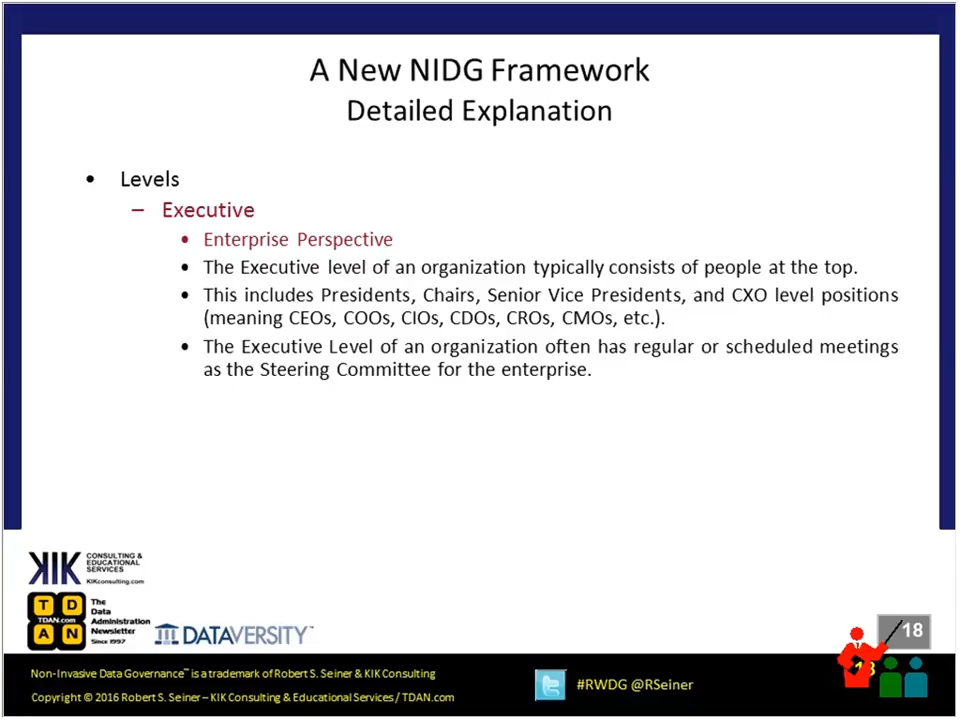 A New NIDG Framework
Detailed Explanation
• Levels
– Executive
• Enterprise Perspective
• The Executive level of an organization typically consists of people at the top.
• This includes Presidents, Chairs, Senior Vice Presidents, and CXO level positions
(meaning CEOs, COOs, CIOs, CDOs, CROs, CMOs, etc.).
• The Executive Level of an organization often has regular or scheduled meetings
as the Steering Committee for the enterprise.
KIK
CONSULTING &
EDUCATIONAL
SERVICES
KIKconsulting.com
T D
TDAN.com
A N
The
Data
Administration
Newsletter
Since 1997
DATAVERSITY™
18
18
Non-Invasive Data Governance™ is a trademark of Robert S. Seiner & KIK Consulting
Copyright © 2016 Robert S. Seiner – KIK Consulting & Educational Services / TDAN.com
#RWDG @RSeiner